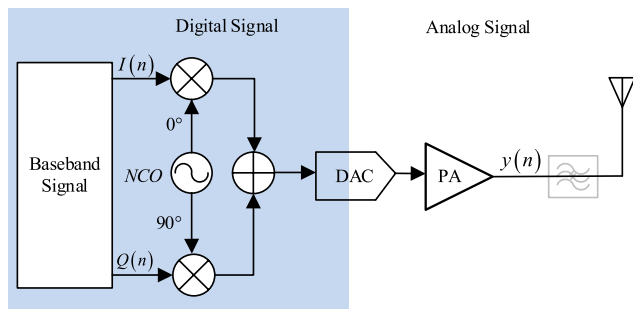 Digital Signal
Analog Signal
I(n)
0°
Baseband
Signal
NCO
DAC
PA
y(n)
90°
Q(n)